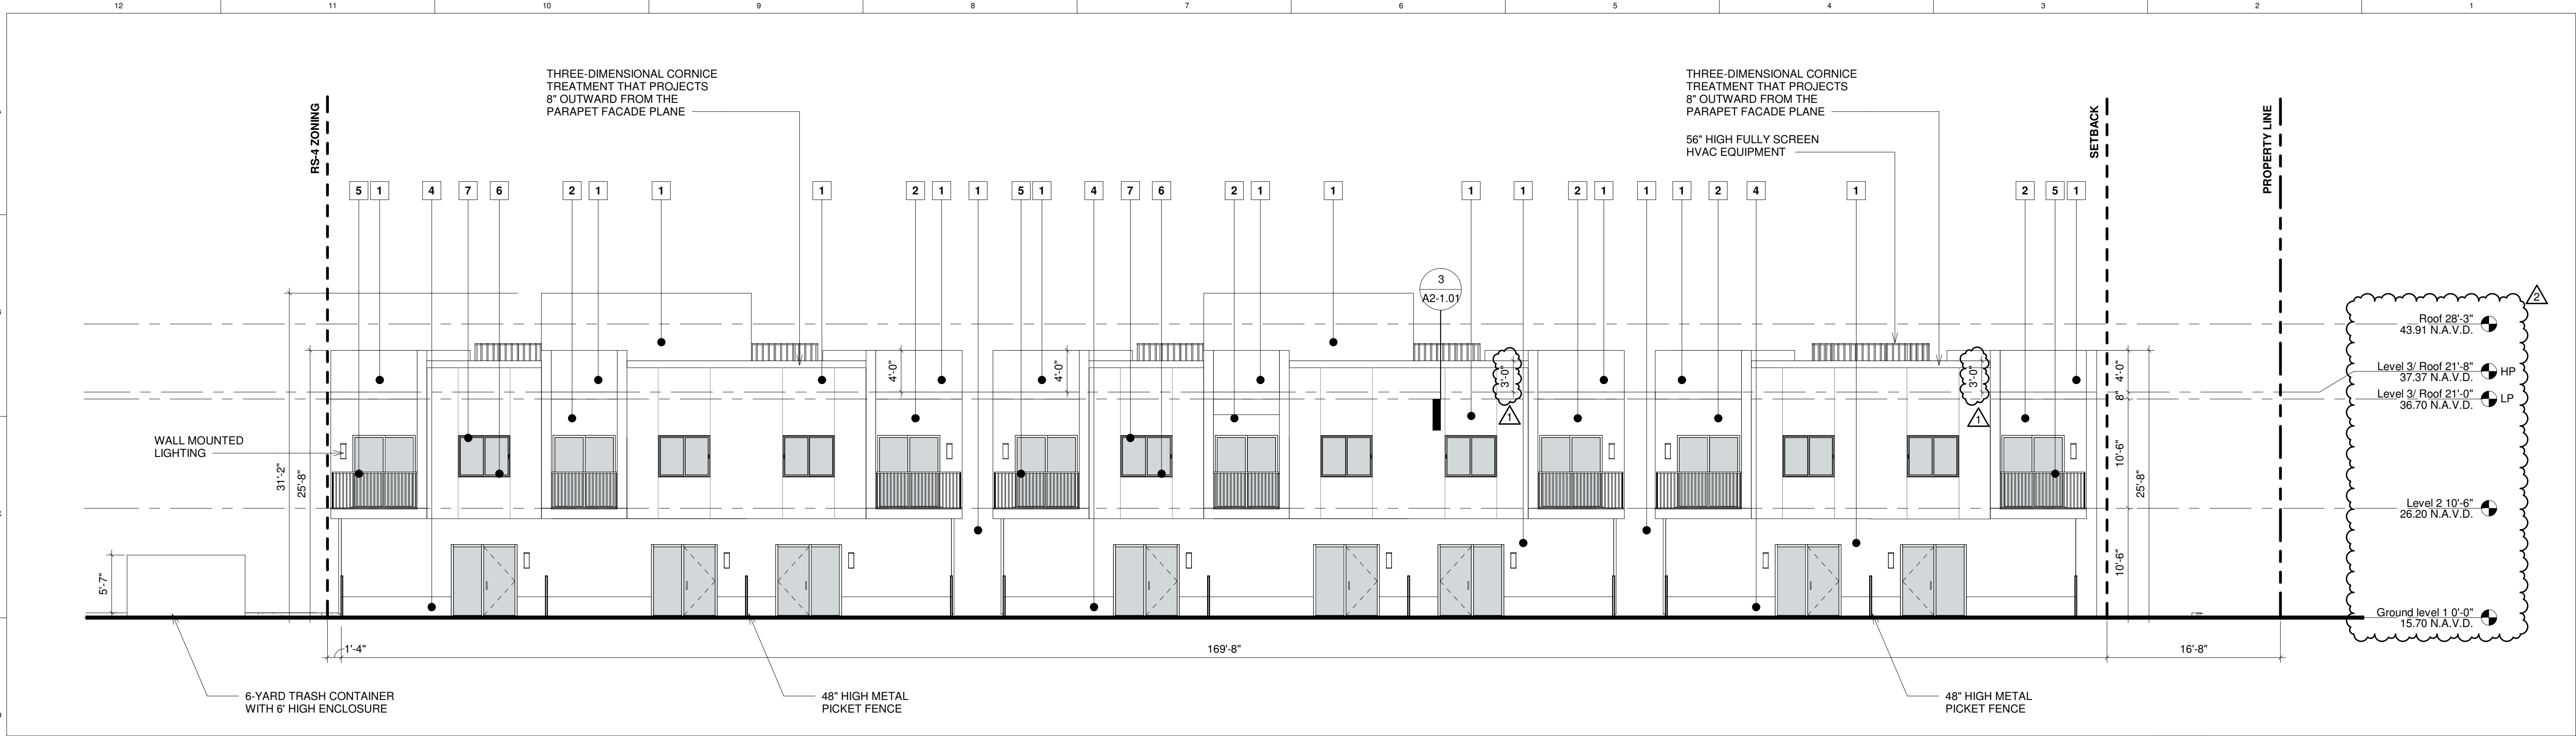 12 11 10 9 8 7 6 5 4 3 2 1
THREE-DIMENSIONAL CORNICE
TREATMENT THAT PROJECTS
8" OUTWARD FROM THE
PARAPET FACADE PLANE
THREE-DIMENSIONAL CORNICE
TREATMENT THAT PROJECTS
8" OUTWARD FROM THE
PARAPET FACADE PLANE
56" HIGH FULLY SCREEN
HVAC EQUIPMENT
RS-4 ZONING
SETBACK
PROPERTY LINE
5 1 4 7 6 2 1 1 1 2 1 1 5 1 4 7 6 2 1 1 1 1 2 1 1 1 2 4 1 2 5 1
3
A2-1.01
2
Roof 28'-3"
43.91 N.A.V.D.
Level 3/ Roof 21'-8"
37.37 N.A.V.D.
HP
Level 3/ Roof 21'-0"
36.70 N.A.V.D.
LP
Level 2 10'-6"
26.20 N.A.V.D.
Ground level 1 0'-0"
15.70 N.A.V.D.
4'-0"
4'-0"
3'-0"
1
3'-0"
1
4'-0"
8"
10'-6"
25'-8"
10'-6"
WALL MOUNTED
LIGHTING
31'-2"
25'-8"
5'-7"
1'-4"
169'-8"
16'-8"
6-YARD TRASH CONTAINER
WITH 6' HIGH ENCLOSURE
48" HIGH METAL
PICKET FENCE
48" HIGH METAL
PICKET FENCE